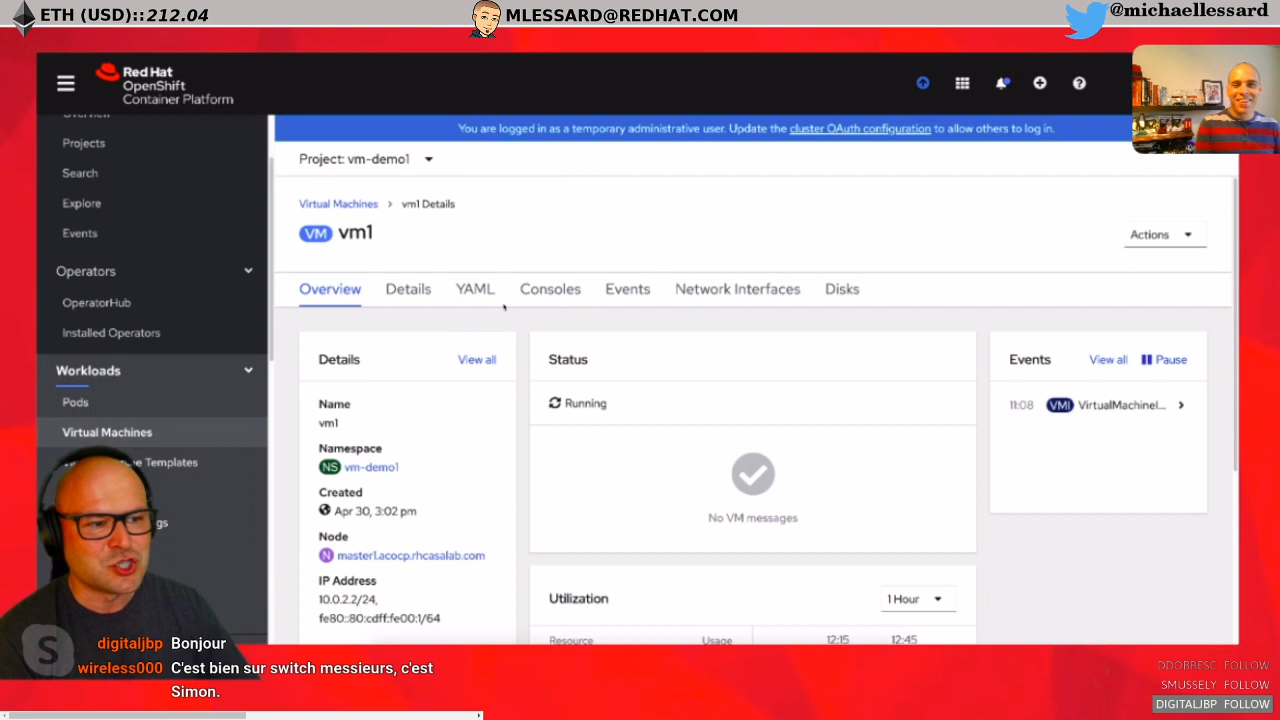 ETH (USD)::212.04
MLESSARD@REDHAT.COM
@michaellessard
Red Hat
OpenShift
Container Platform
You are logged in as a temporary administrative user. Update the cluster OAuth configuration to allow others to log in.
Overview
Projects
Search
Explore
Events
Operators
OperatorHub
Installed Operators
Workloads
Pods
Virtual Machines
Templates
Project: vm-demo1
Virtual Machines > vm1 Details
VM vm1
Actions
Overview Details YAML Consoles Events Network Interfaces Disks
Details View all
Name
vm1
Namespace
NS vm-demo1
Created
Apr 30, 3:02 pm
Node
N master1.acocp.rhcasalab.com
IP Address
10.0.2.2/24,
fe80::80:cdff:fe00:1/64
Status
Running
No VM messages
Utilization
1 Hour
Resource Usage 12:15 12:45
Events View all Pause
11:08 VMI VirtualMachineI...
digitaljbp Bonjour
wireless000 C'est bien sur switch messieurs, c'est
Simon.
DDOBRESC FOLLOW
SMUSSELY FOLLOW
DIGITALJBP FOLLOW